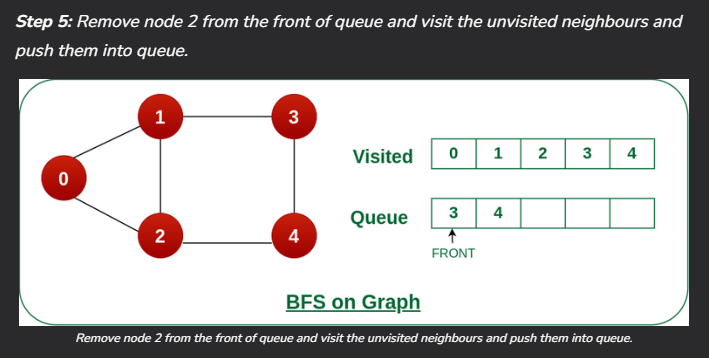 Step 5: Remove node 2 from the front of queue and visit the unvisited neighbours and
push them into queue.
1
3
Visited
0 1 2 3 4
0
Queue
3 4
2
4
FRONT
BFS on Graph
Remove node 2 from the front of queue and visit the unvisited neighbours and push them into queue.